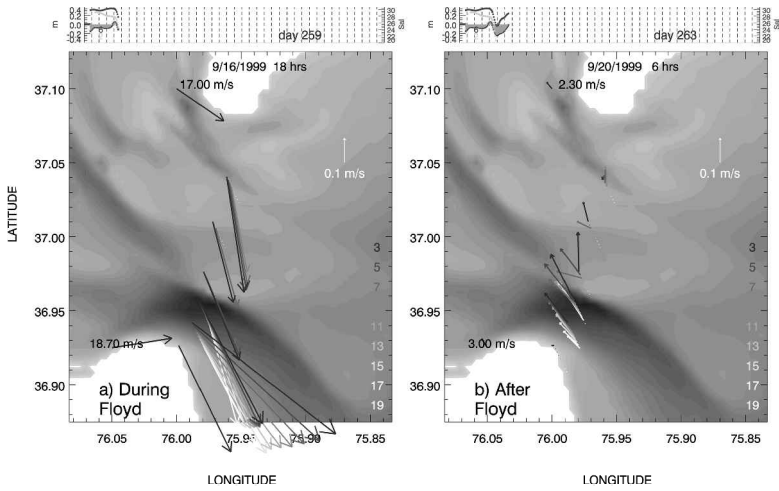 0.4
0.2
0.0
-0.2
-0.4
E
30
28
26
24
22
20
Sal
day 259
9/16/1999 18 hrs
17.00 m/s
0.1 m/s
18.70 m/s
a) During
Floyd
3
5
7
11
13
15
17
19
37.10
37.05
37.00
36.95
36.90
LATITUDE
76.05
76.00
75.95
75.90
75.85
LONGITUDE
0.4
0.2
0.0
-0.2
-0.4
E
30
28
26
24
22
20
Sal
day 263
9/20/1999 6 hrs
2.30 m/s
0.1 m/s
3.00 m/s
b) After
Floyd
3
5
7
11
13
15
17
19
37.10
37.05
37.00
36.95
36.90
76.05
76.00
75.95
75.90
75.85
LONGITUDE